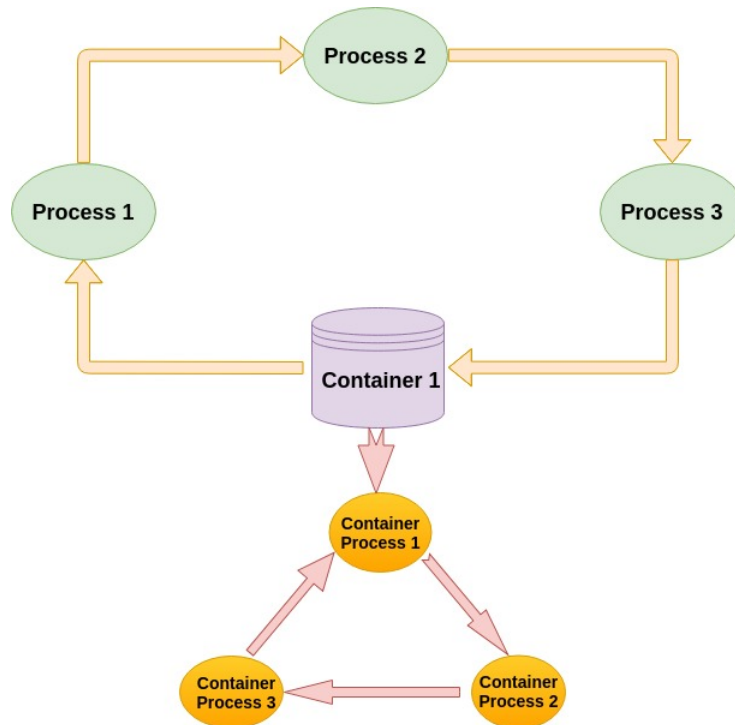 Process 2
Process 1
Process 3
Container 1
Container
Process 1
Container
Process 3
Container
Process 2